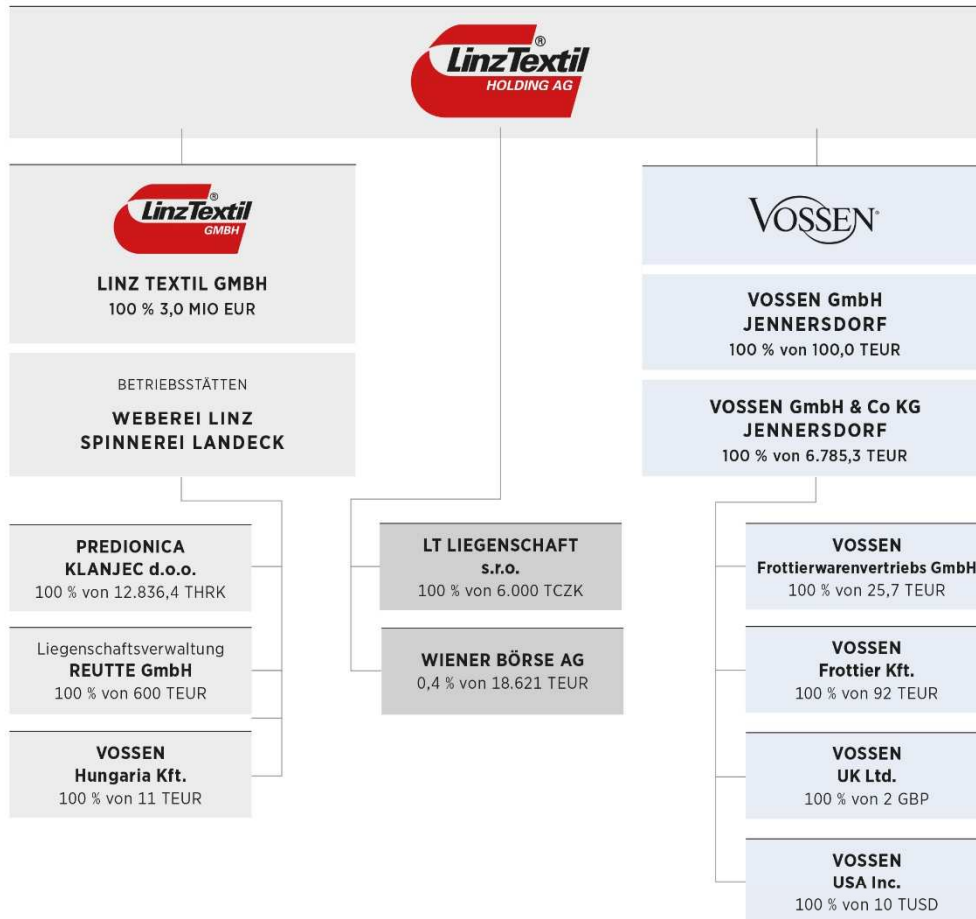 LinzTextil®
HOLDING AG
LinzTextil®
GMBH
LINZ TEXTIL GMBH
100 % 3,0 MIO EUR
BETRIEBSSTÄTTEN
WEBEREI LINZ
SPINNEREI LANDECK
PREDIONICA
KLANJEC d.o.o.
100 % von 12.836,4 THRK
Liegenschaftsverwaltung
REUTTE GmbH
100 % von 600 TEUR
VOSSEN
Hungaria Kft.
100 % von 11 TEUR
LT LIEGENSCHAFT
s.r.o.
100 % von 6.000 TCZK
WIENER BÖRSE AG
0,4 % von 18.621 TEUR
VOSSEN®
VOSSEN GmbH
JENNERSDORF
100 % von 100,0 TEUR
VOSSEN GmbH & Co KG
JENNERSDORF
100 % von 6.785,3 TEUR
VOSSEN
Frottierwarenvertriebs GmbH
100 % von 25,7 TEUR
VOSSEN
Frottier Kft.
100 % von 92 TEUR
VOSSEN
UK Ltd.
100 % von 2 GBP
VOSSEN
USA Inc.
100 % von 10 TUSD